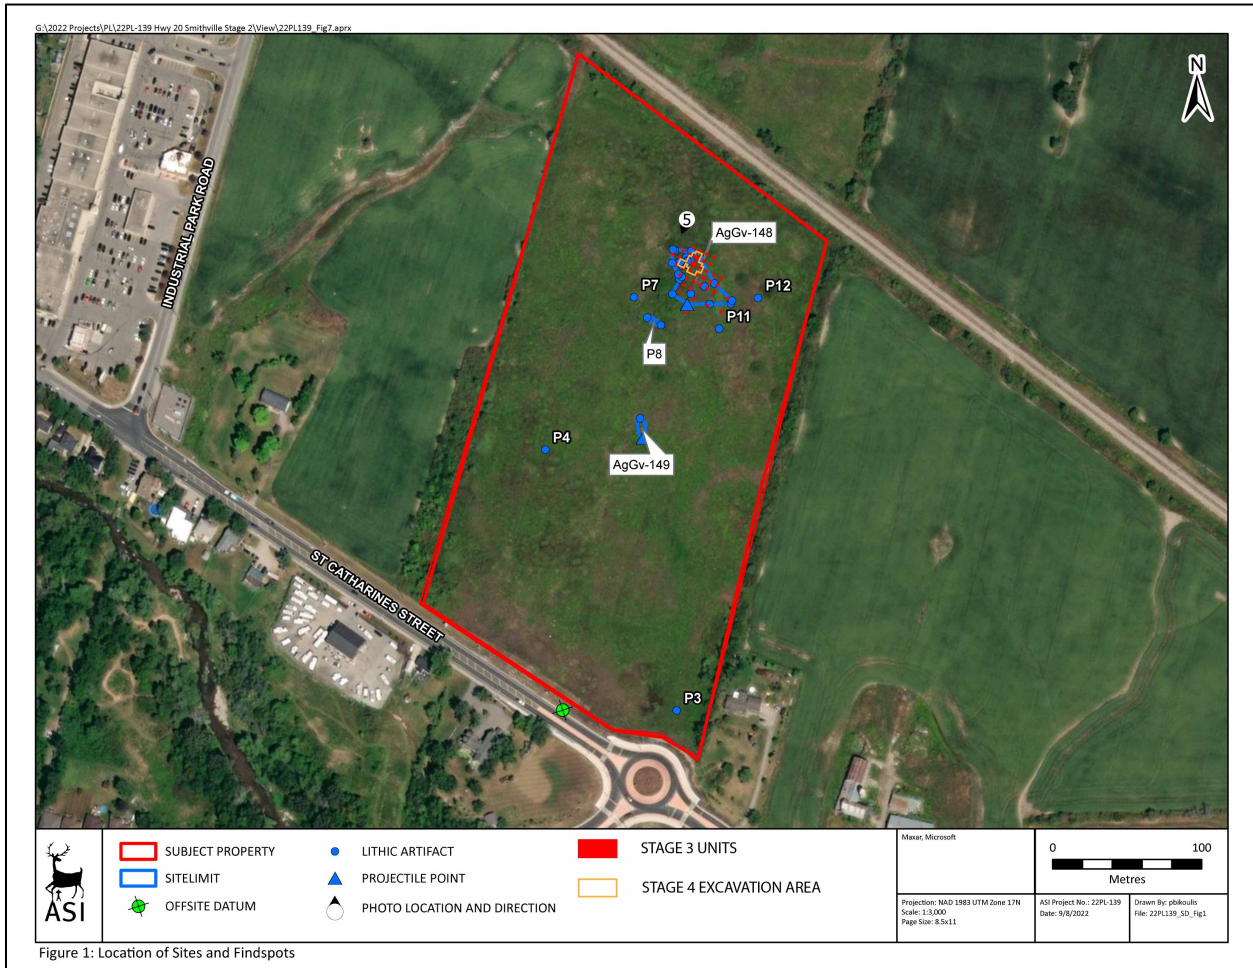 G:\2022 Projects\PL\22PL-139 Hwy 20 Smithville Stage 2\View\22PL139_Fig7.aprx
N
INDUSTRIAL PARK ROAD
5
AgGv-148
P7
P12
P11
P8
P4
AgGv-149
ST CATHARINES STREET
P3
ASI
SUBJECT PROPERTY
SITELIMIT
OFFSITE DATUM
LITHIC ARTIFACT
PROJECTILE POINT
PHOTO LOCATION AND DIRECTION
STAGE 3 UNITS
STAGE 4 EXCAVATION AREA
Maxar, Microsoft
0 100
Metres
Projection: NAD 1983 UTM Zone 17N
Scale: 1:3,000
Page Size: 8.5x11
ASI Project No.: 22PL-139
Date: 9/8/2022
Drawn By: pbikoulis
File: 22PL139_SD_Fig1
Figure 1: Location of Sites and Findspots